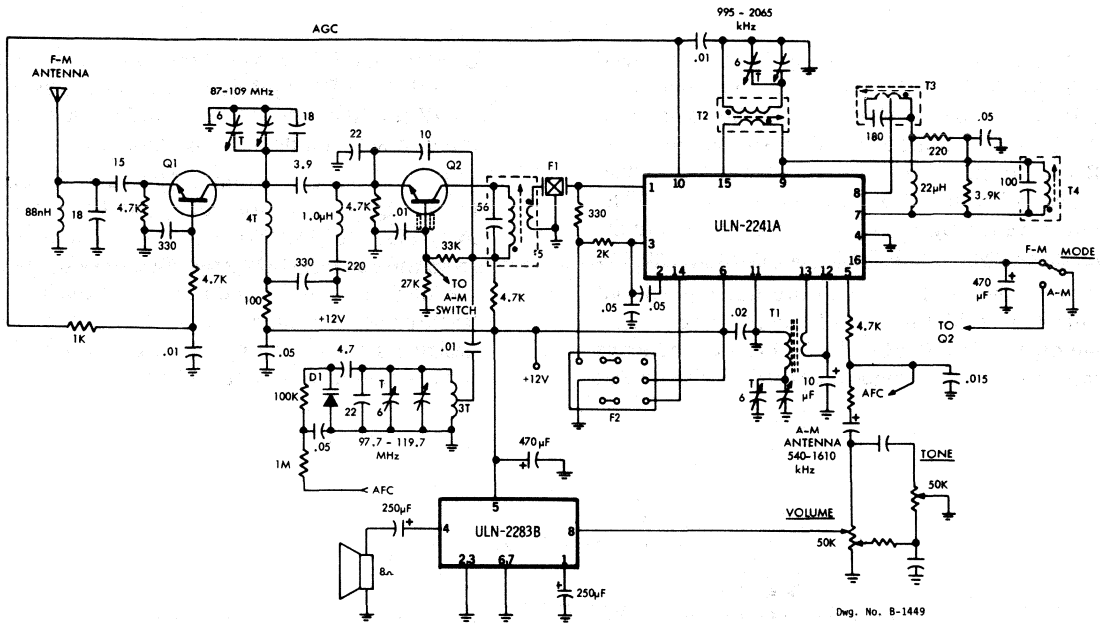 995 - 2065
kHz
AGC
.01
6
T
F-M
ANTENNA
87-109 MHz
6
T
18
T2
T3
180
.05
220
22
10
15
Q1
3.9
Q2
F1
10
15
9
1
8
100
T4
88nH
18
4.7K
330
4T
1.0μH
4.7K
.01
56
T5
330
ULN-2241A
22μH
3.9K
7
3
4
2K
33K
16
F-M
MODE
4.7K
330
220
27K
TO
A-M
SWITCH
4.7K
2
14
6
11
13
12
5
470
μF
A-M
100
.05
.05
.02
T1
4.7K
TO
Q2
+12V
1K
.01
.05
.01
+12V
F2
T
6
10
μF
AFC
.015
D1
4.7
100K
22
T
6
3T
.05
97.7 - 119.7
MHz
A-M
ANTENNA
540-1610
kHz
TONE
1M
470μF
AFC
50K
250μF
5
VOLUME
4
ULN-2283B
8
50K
8Ω
2,3
6,7
1
250μF
Dwg. No. B-1449